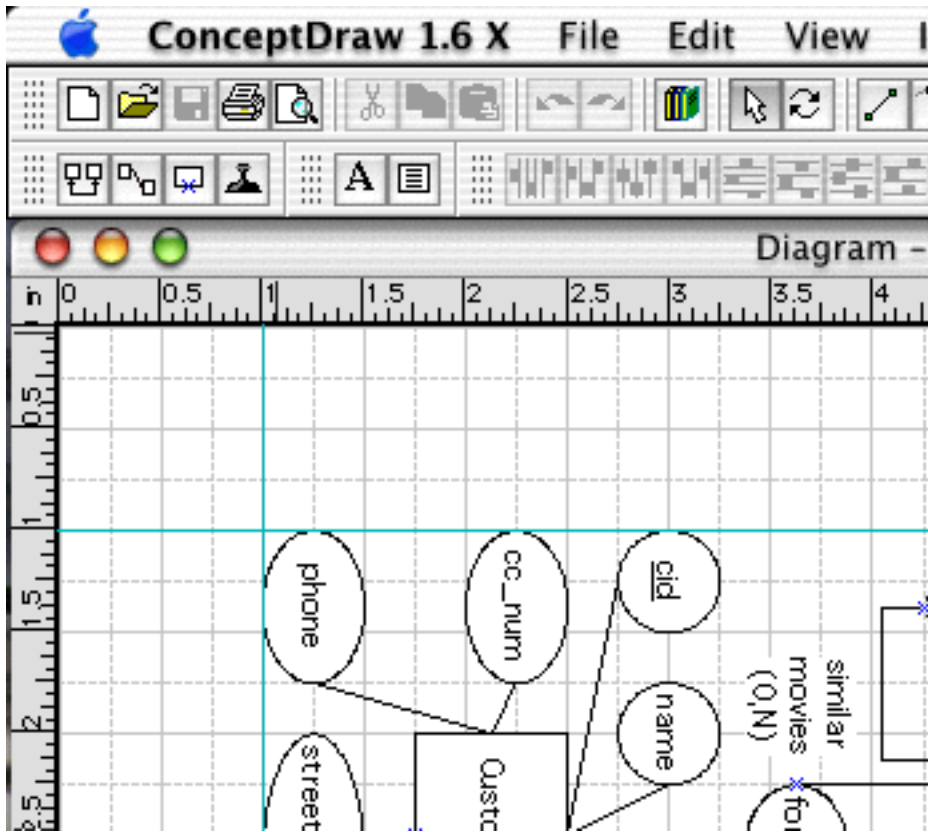 ConceptDraw 1.6 X File Edit View
A
Diagram –
in 0 0.5 1 1.5 2 2.5 3 3.5 4
0.5
1
1.5
2
phone
cc_num
cid
name
similar
movies
(0,N)
street